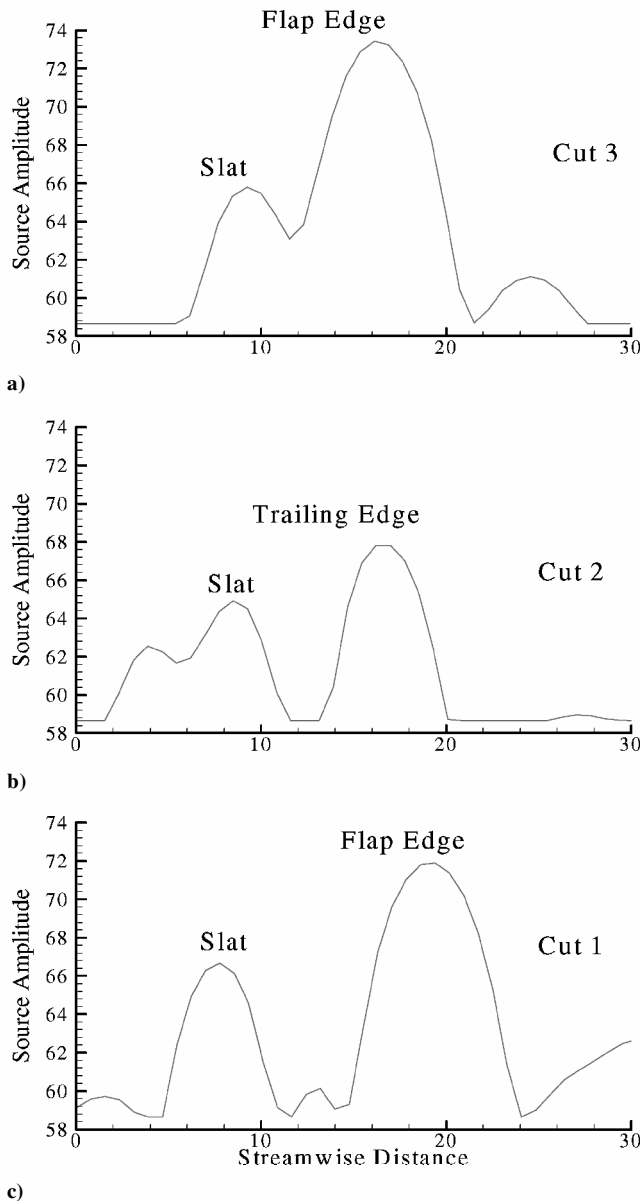 Flap Edge
74
72
70
68
66
64
62
60
58
Source Amplitude
Slat
Cut 3
0 10 20 30
a)
74
72
70
68
66
64
62
60
58
Source Amplitude
Trailing Edge
Slat
Cut 2
0 10 20 30
b)
74
72
70
68
66
64
62
60
58
Source Amplitude
Flap Edge
Slat
Cut 1
0 10 20 30
Streamwise Distance
c)